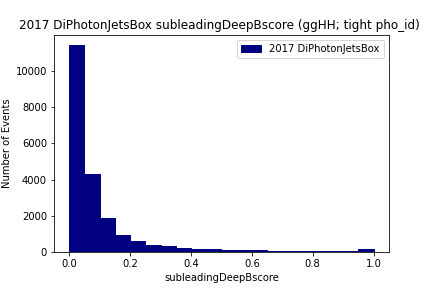 2017 DiPhotonJetsBox subleadingDeepBscore (ggHH; tight pho_id)
2017 DiPhotonJetsBox
Number of Events
10000
8000
6000
4000
2000
0
0.0 0.2 0.4 0.6 0.8 1.0
subleadingDeepBscore